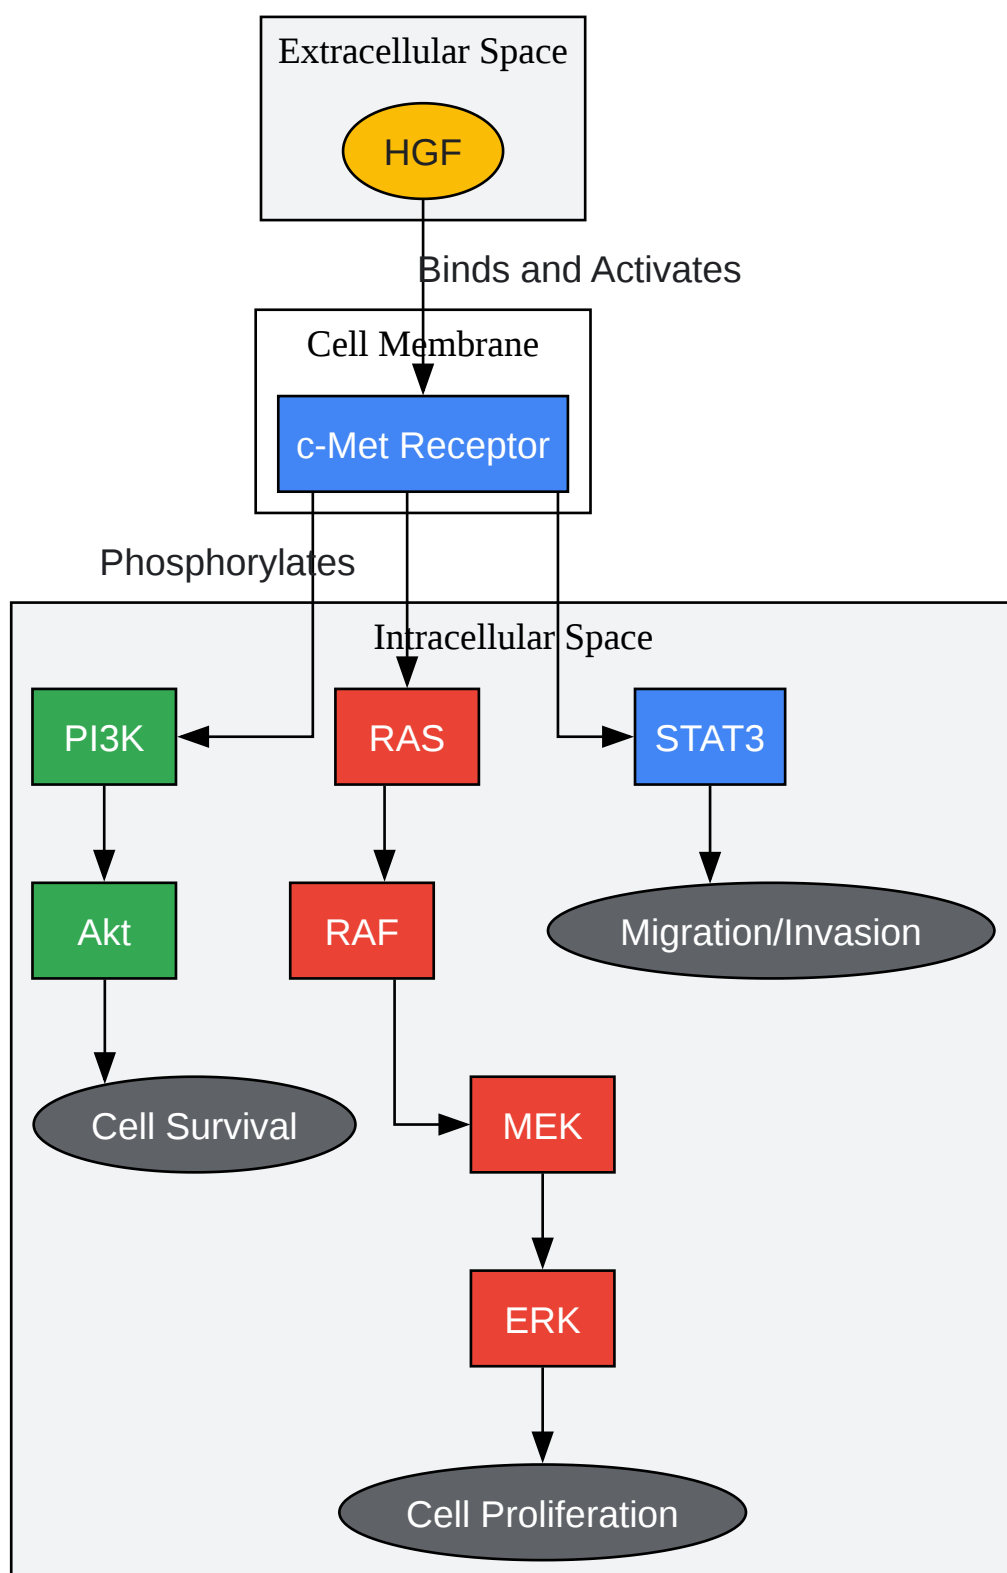 Extracellular Space
HGF
Binds and Activates
Cell Membrane
c-Met Receptor
Phosphorylates
Intracellular Space
PI3K
RAS
STAT3
Akt
RAF
Migration/Invasion
Cell Survival
MEK
ERK
Cell Proliferation